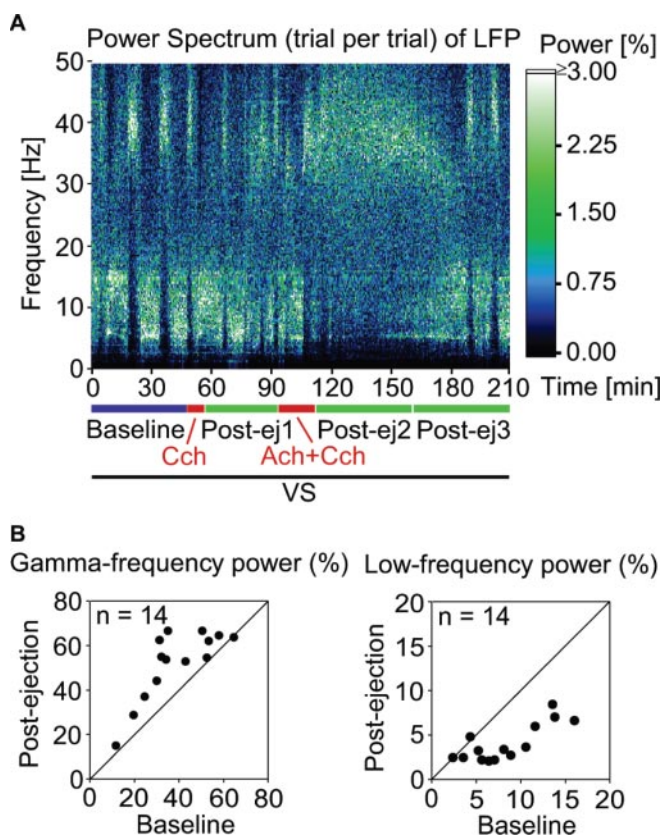 A
Power Spectrum (trial per trial) of LFP
Power [%]
Frequency [Hz]
50
40
30
20
10
0
≥3.00
2.25
1.50
0.75
0.00
0 30 60 90 120 150 180 210 Time [min]
Baseline Post-ej1 Post-ej2 Post-ej3
Cch Ach+Cch
VS
B
Gamma-frequency power (%)
n = 14
Post-ejection
80
60
40
20
0
0 20 40 60 80
Baseline
Low-frequency power (%)
n = 14
Post-ejection
20
15
10
5
0
0 5 10 15 20
Baseline